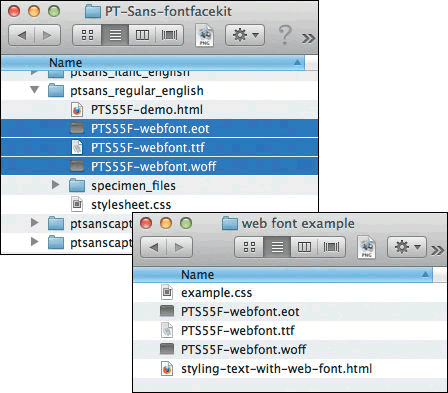 PT-Sans-fontfacekit
PNG
Name
ptsans_italic_english
ptsans_regular_english
PTS55F-demo.html
PTS55F-webfont.eot
PTS55F-webfont.ttf
PTS55F-webfont.woff
specimen_files
stylesheet.css
ptsanscapt
ptsanscapt
web font example
PNG
Name
example.css
PTS55F-webfont.eot
PTS55F-webfont.ttf
PTS55F-webfont.woff
styling-text-with-web-font.html